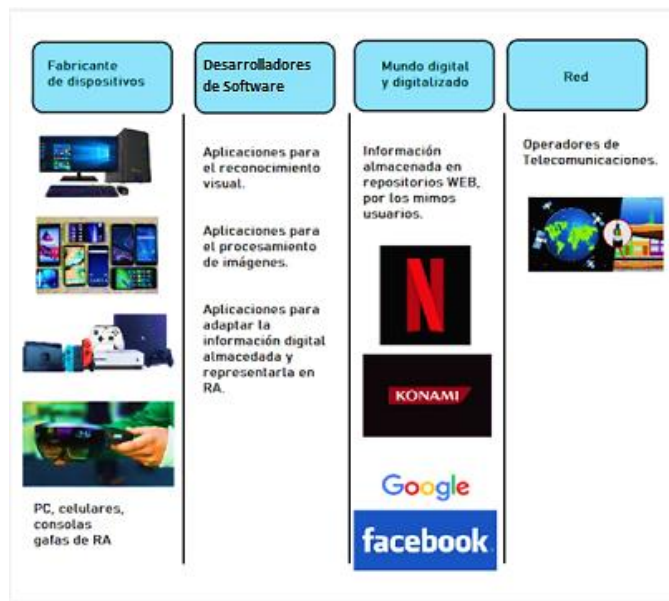 Fabricante
de dispositivos
PC, celulares,
consolas
gafas de RA
Desarrolladores
de Software
Aplicaciones para
el reconocimiento
visual.
Aplicaciones para
el procesamiento
de imágenes.
Aplicaciones para
adaptar la
información digital
almacedada y
representarla en
RA.
Mundo digital
y digitalizado
Información
almacenada en
repositorios WEB,
por los mimos
usuarios.
N
KONAMI
Google
facebook.
Red
Operadores de
Telecomunicaciones.